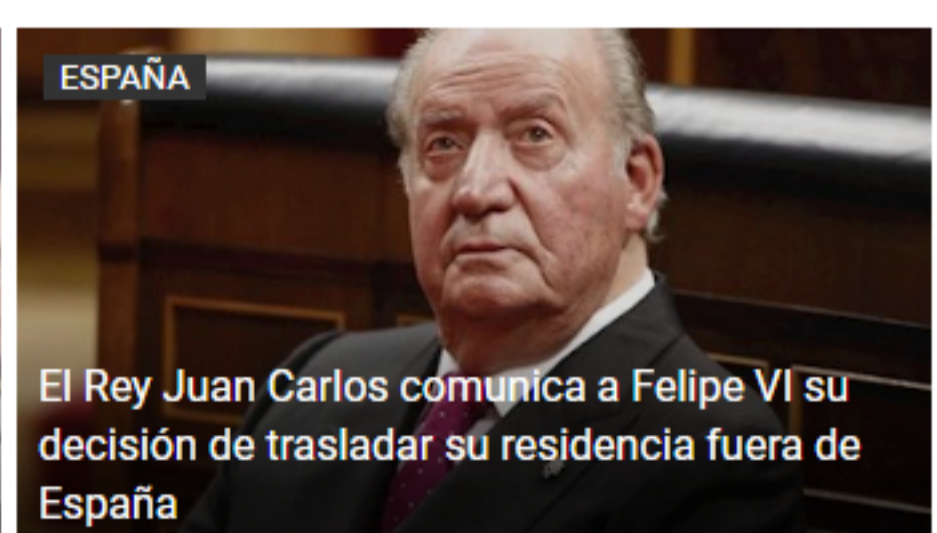 ESPAÑA
El Rey Juan Carlos comunica a Felipe VI su
decisión de trasladar su residencia fuera de
España